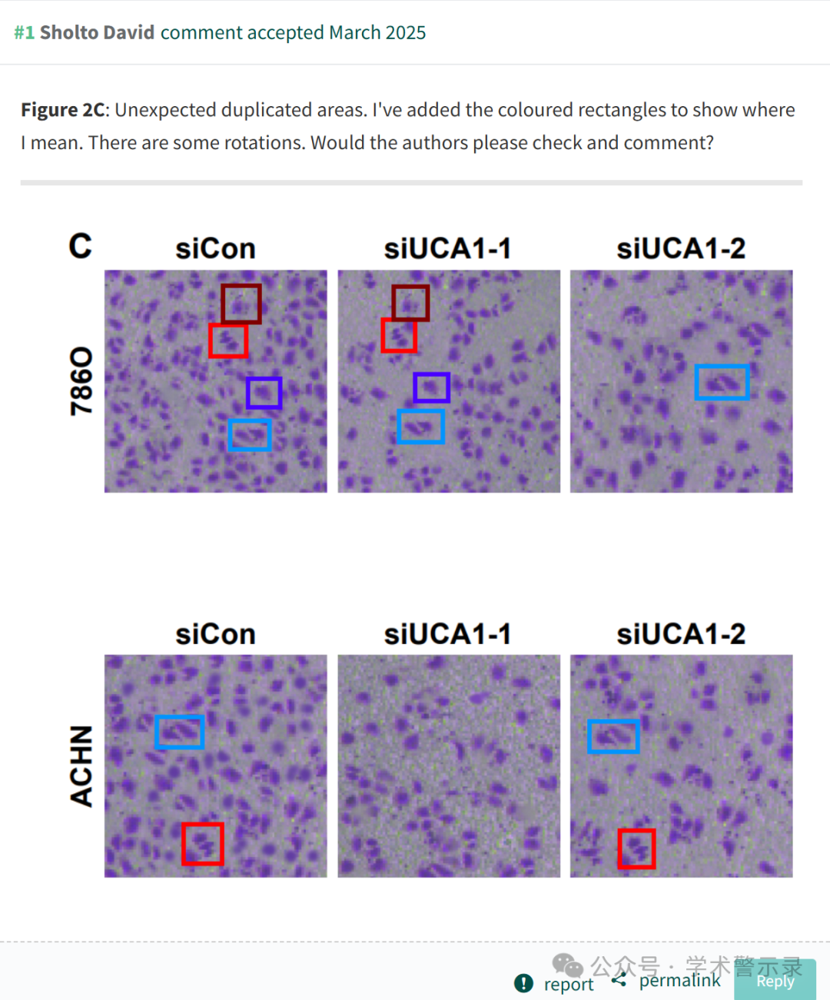 #1 Sholto David comment accepted March 2025
Figure 2C: Unexpected duplicated areas. I've added the coloured rectangles to show where
I mean. There are some rotations. Would the authors please check and comment?
C
siCon siUCA1-1 siUCA1-2
786O
siCon siUCA1-1 siUCA1-2
ACHN
公众号 · 学术警示录
report permalink Reply